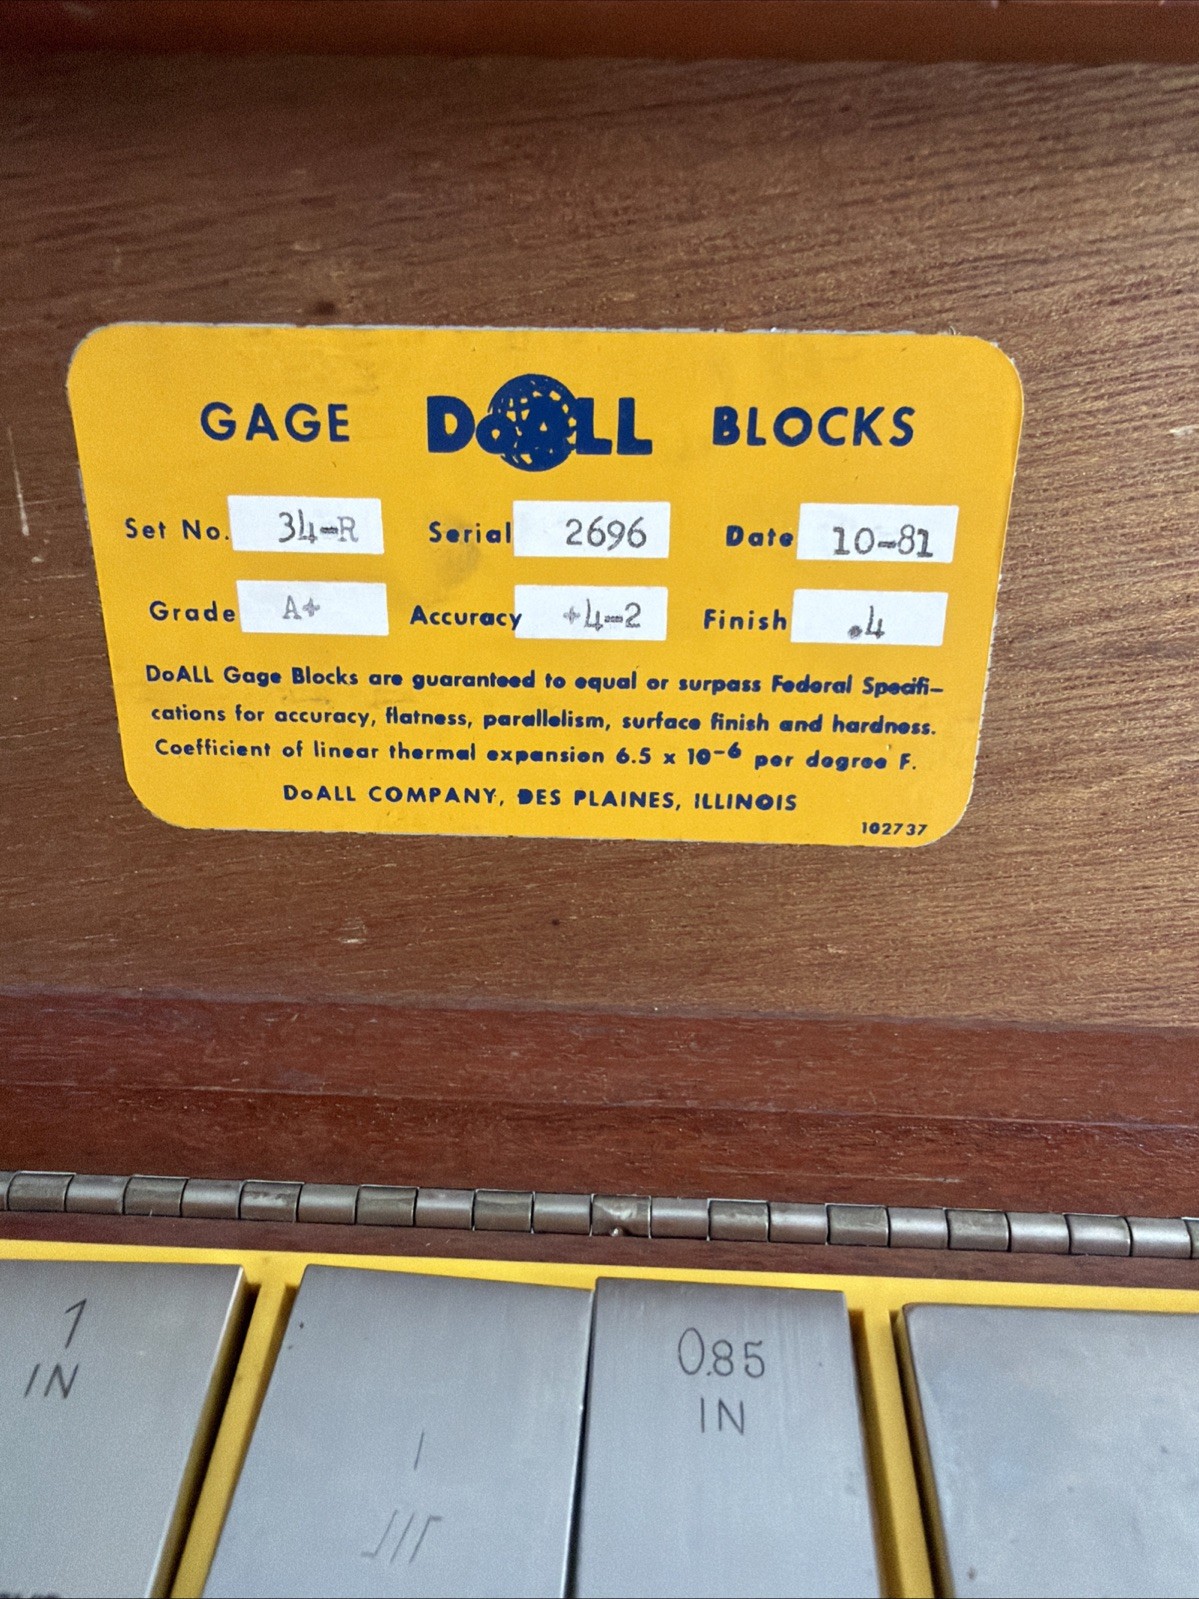 GAGE DoALL BLOCKS
Set No. 34-R Serial 2696 Date 10-81
Grade A+ Accuracy +4-2 Finish .4
DoALL Gage Blocks are guaranteed to equal or surpass Federal Specifi-
cations for accuracy, flatness, parallelism, surface finish and hardness.
Coefficient of linear thermal expansion 6.5 x 10-6 per degree F.
DoALL COMPANY, DES PLAINES, ILLINOIS
102737
1
IN
0.85
IN